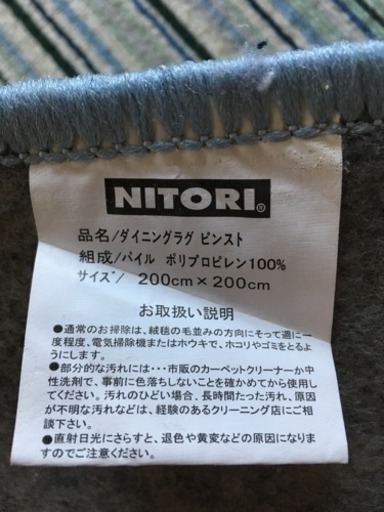 NITORI®
品名/ダイニングラグ ピンスト
組成/パイル ポリプロピレン100%
サイズ/ 200cm×200cm
お取扱い説明
●通常のお掃除は、絨毯の毛並みの方向にそって週に一
度程度、電気掃除機またはホウキで、ホコリやゴミをとるよ
うにします。
●部分的な汚れには・・・市販のカーペットクリーナーか中
性洗剤で、事前に色落ちしないことを確かめてから使用し
てください。汚れのひどい場合、長時間たった汚れ、原因
が不明な汚れなどは、経験のあるクリーニング店にご相
談下さい。
●直射日光にさらすと、退色や黄変などの原因になりま
すのでご注意ください。